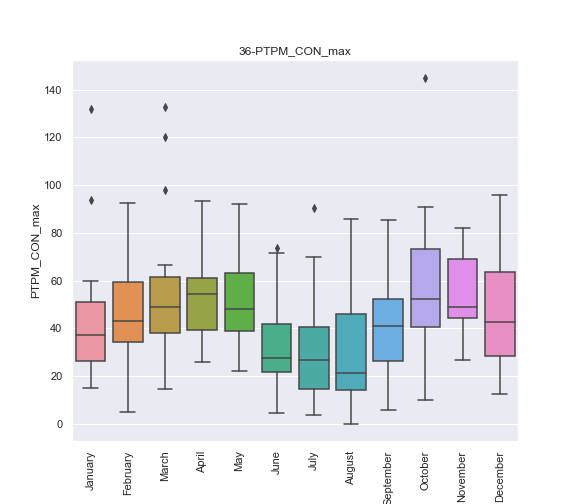 36-PTPM_CON_max
PTPM_CON_max
140
120
100
80
60
40
20
0
January
February
March
April
May
June
July
August
September
October
November
December